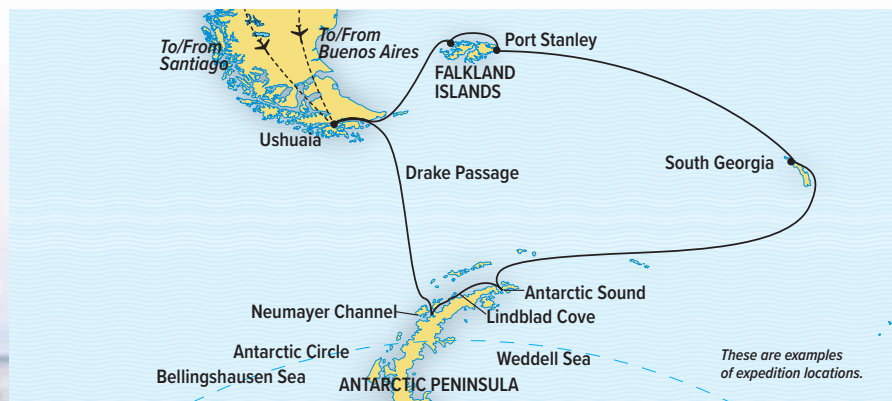 To/From
Santiago
To/From
Buenos Aires
Port Stanley
FALKLAND
ISLANDS
Ushuaia
Drake Passage
South Georgia
Antarctic Sound
Neumayer Channel
Lindblad Cove
Antarctic Circle
Weddell Sea
Bellingshausen Sea
ANTARCTIC PENINSULA
These are examples
of expedition locations.